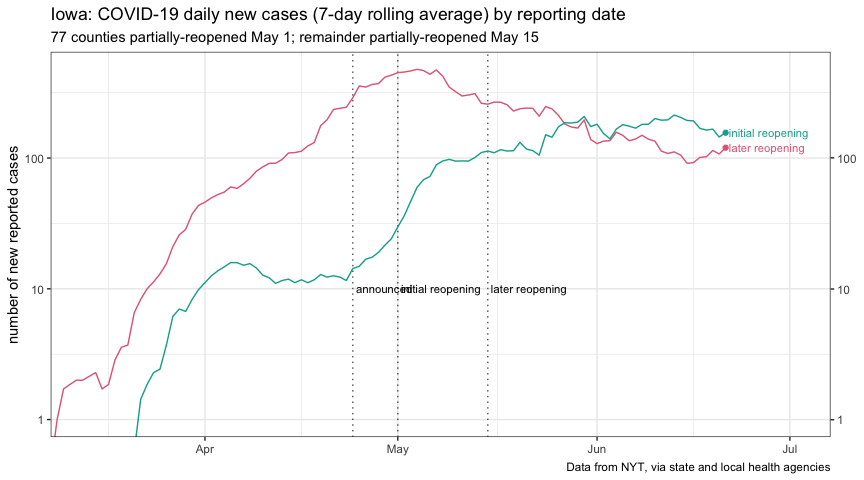 Iowa: COVID-19 daily new cases (7-day rolling average) by reporting date
77 counties partially-reopened May 1; remainder partially-reopened May 15
number of new reported cases
100
10
1
100
10
1
initial reopening
later reopening
announced
initial reopening
later reopening
Apr
May
Jun
Jul
Data from NYT, via state and local health agencies